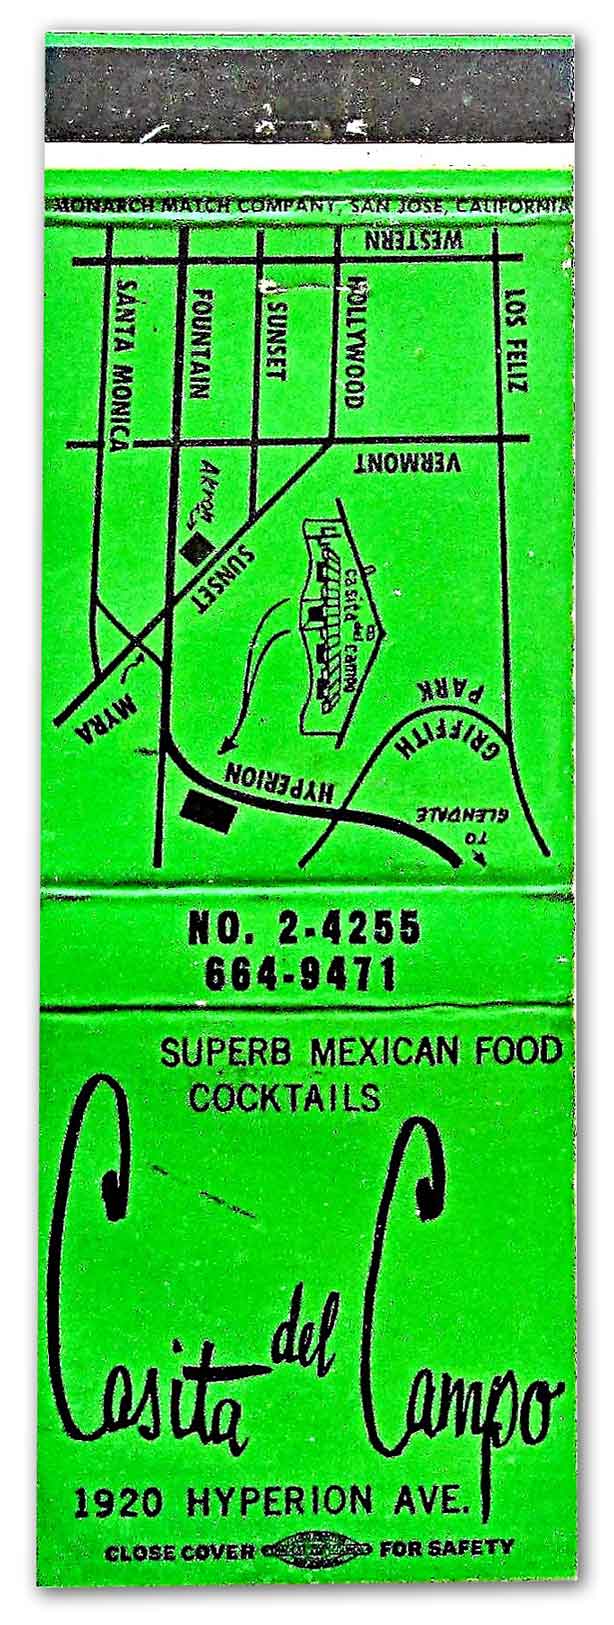 MONARCH MATCH COMPANY, SAN JOSE, CALIFORNIA
WESTERN
SANTA MONICA
FOUNTAIN
SUNSET
HOLLYWOOD
LOS FELIZ
VERMONT
Akron
SUNSET
casita del campo
MYRA
GRIFFITH
PARK
HYPERION
TO
GLENDALE
NO. 2-4255
664-9471
SUPERB MEXICAN FOOD
COCKTAILS
Casita del Campo
1920 HYPERION AVE.
CLOSE COVER FOR SAFETY